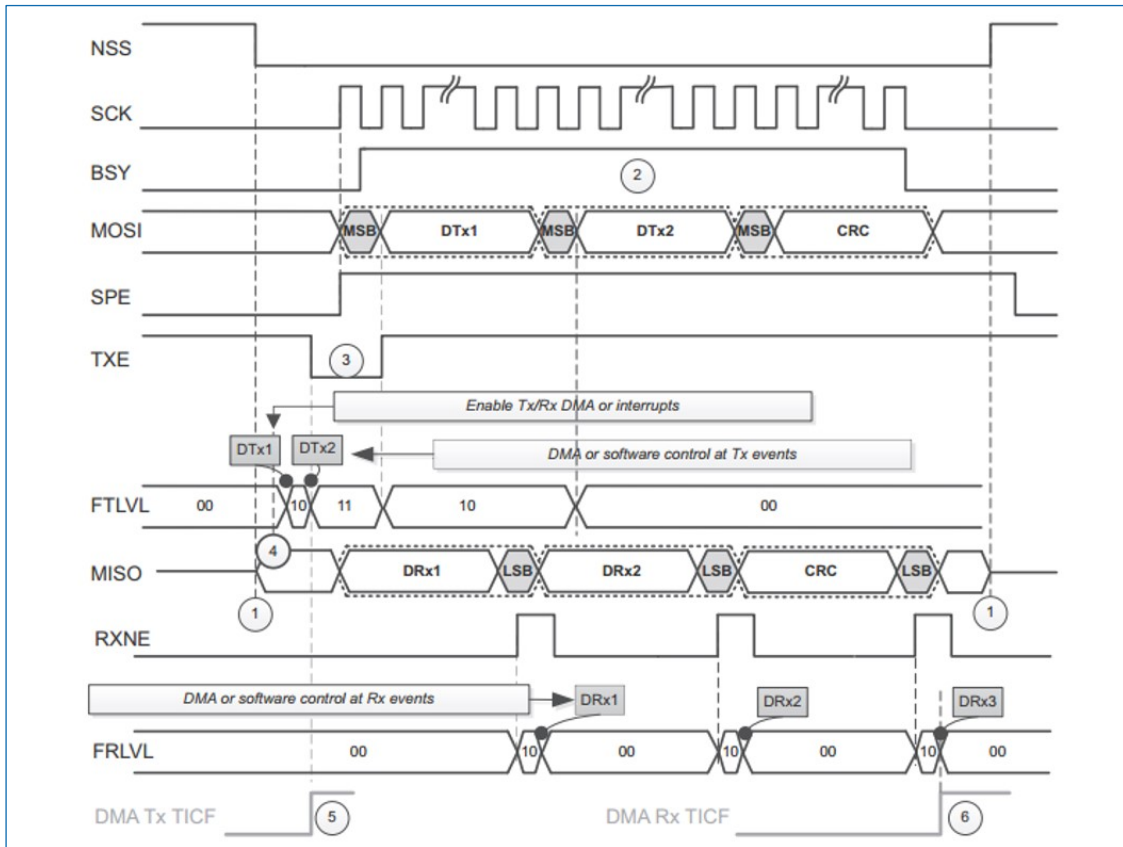 NSS
SCK
BSY
2
MOSI
MSB
DTx1
MSB
DTx2
MSB
CRC
SPE
TXE
3
Enable Tx/Rx DMA or interrupts
DTx1
DTx2
DMA or software control at Tx events
FTLVL
00
10
11
10
00
4
MISO
DRx1
LSB
DRx2
LSB
CRC
LSB
1
1
RXNE
DMA or software control at Rx events
DRx1
DRx2
DRx3
FRLVL
00
10
00
10
00
10
00
DMA Tx TICF
5
DMA Rx TICF
6